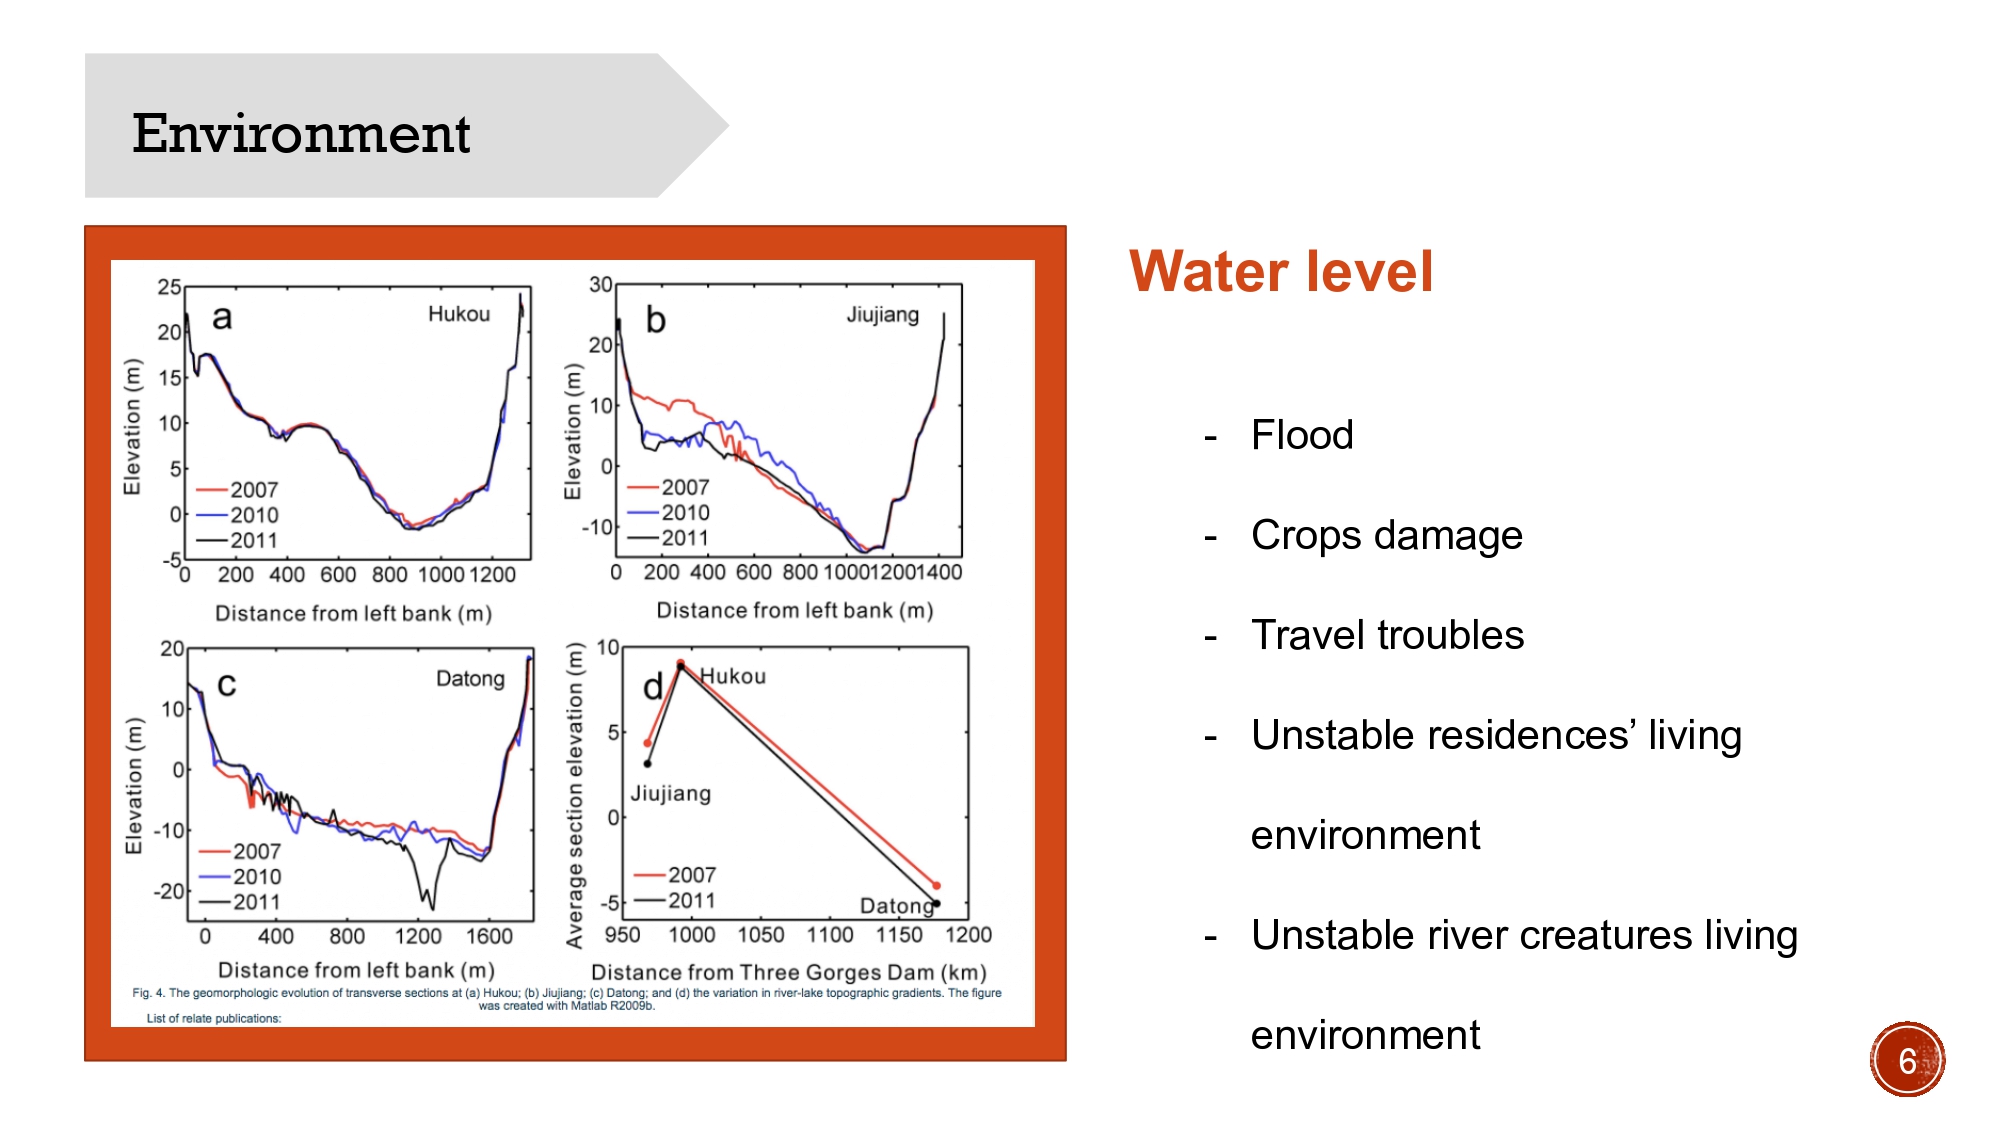 Environment
25
20
15
10
5
0
-5
Elevation (m)
a
Hukou
2007
2010
2011
0 200 400 600 800 1000 1200
Distance from left bank (m)
30
20
10
0
-10
Elevation (m)
b
Jiujiang
2007
2010
2011
0 200 400 600 800 1000 1200 1400
Distance from left bank (m)
20
10
0
-10
-20
Elevation (m)
c
Datong
2007
2010
2011
0 400 800 1200 1600
Distance from left bank (m)
10
5
0
-5
Average section elevation (m)
d
Hukou
Jiujiang
Datong
2007
2011
950 1000 1050 1100 1150 1200
Distance from Three Gorges Dam (km)
Fig. 4. The geomorphologic evolution of transverse sections at (a) Hukou; (b) Jiujiang; (c) Datong; and (d) the variation in river-lake topographic gradients. The figure
was created with Matlab R2009b.
List of relate publications:
Water level
- Flood
- Crops damage
- Travel troubles
- Unstable residences’ living
environment
- Unstable river creatures living
environment
6